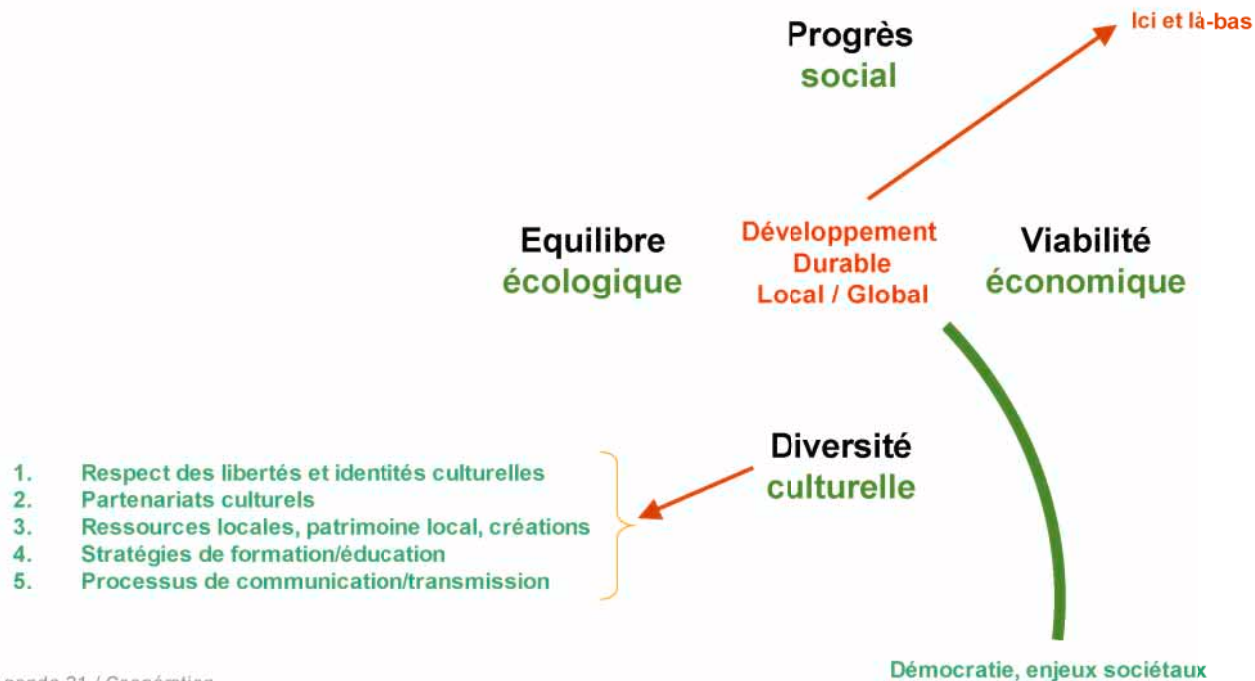 Ici et là-bas
Progrès
social
Equilibre
écologique
Développement
Durable
Local / Global
Viabilité
économique
Diversité
culturelle
1. Respect des libertés et identités culturelles
2. Partenariats culturels
3. Ressources locales, patrimoine local, créations
4. Stratégies de formation/éducation
5. Processus de communication/transmission
Démocratie, enjeux sociétaux